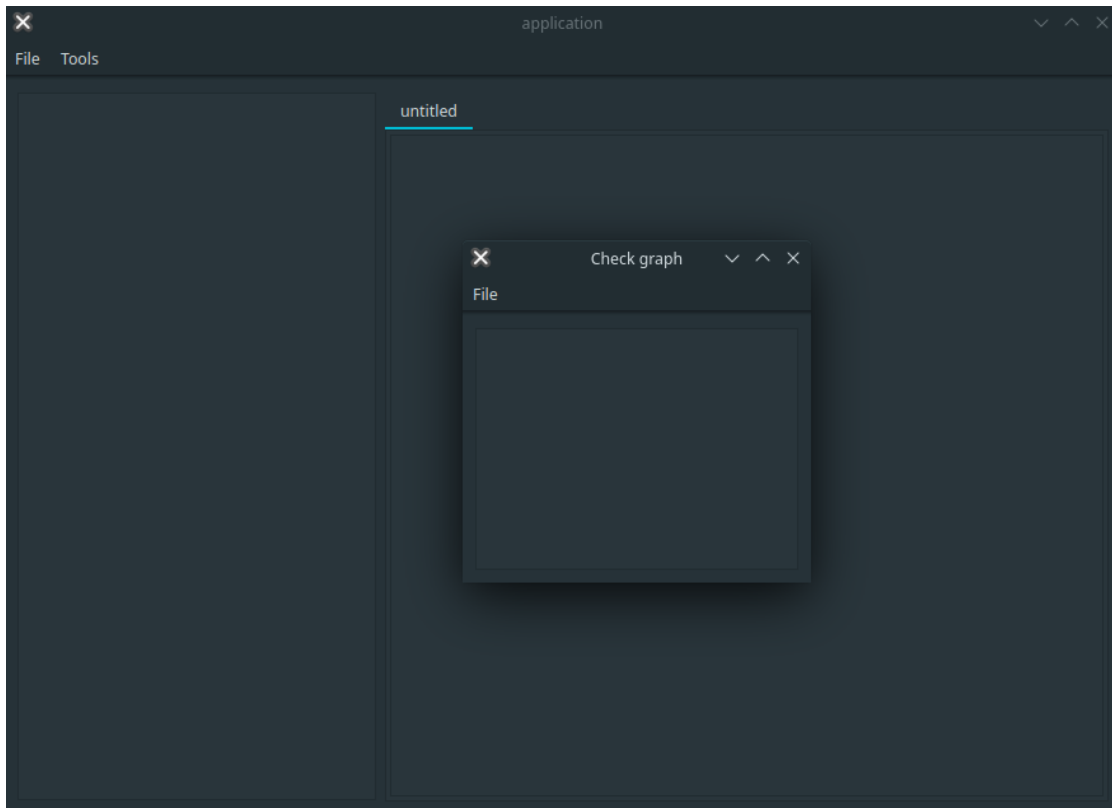 application
File Tools
untitled
Check graph
File